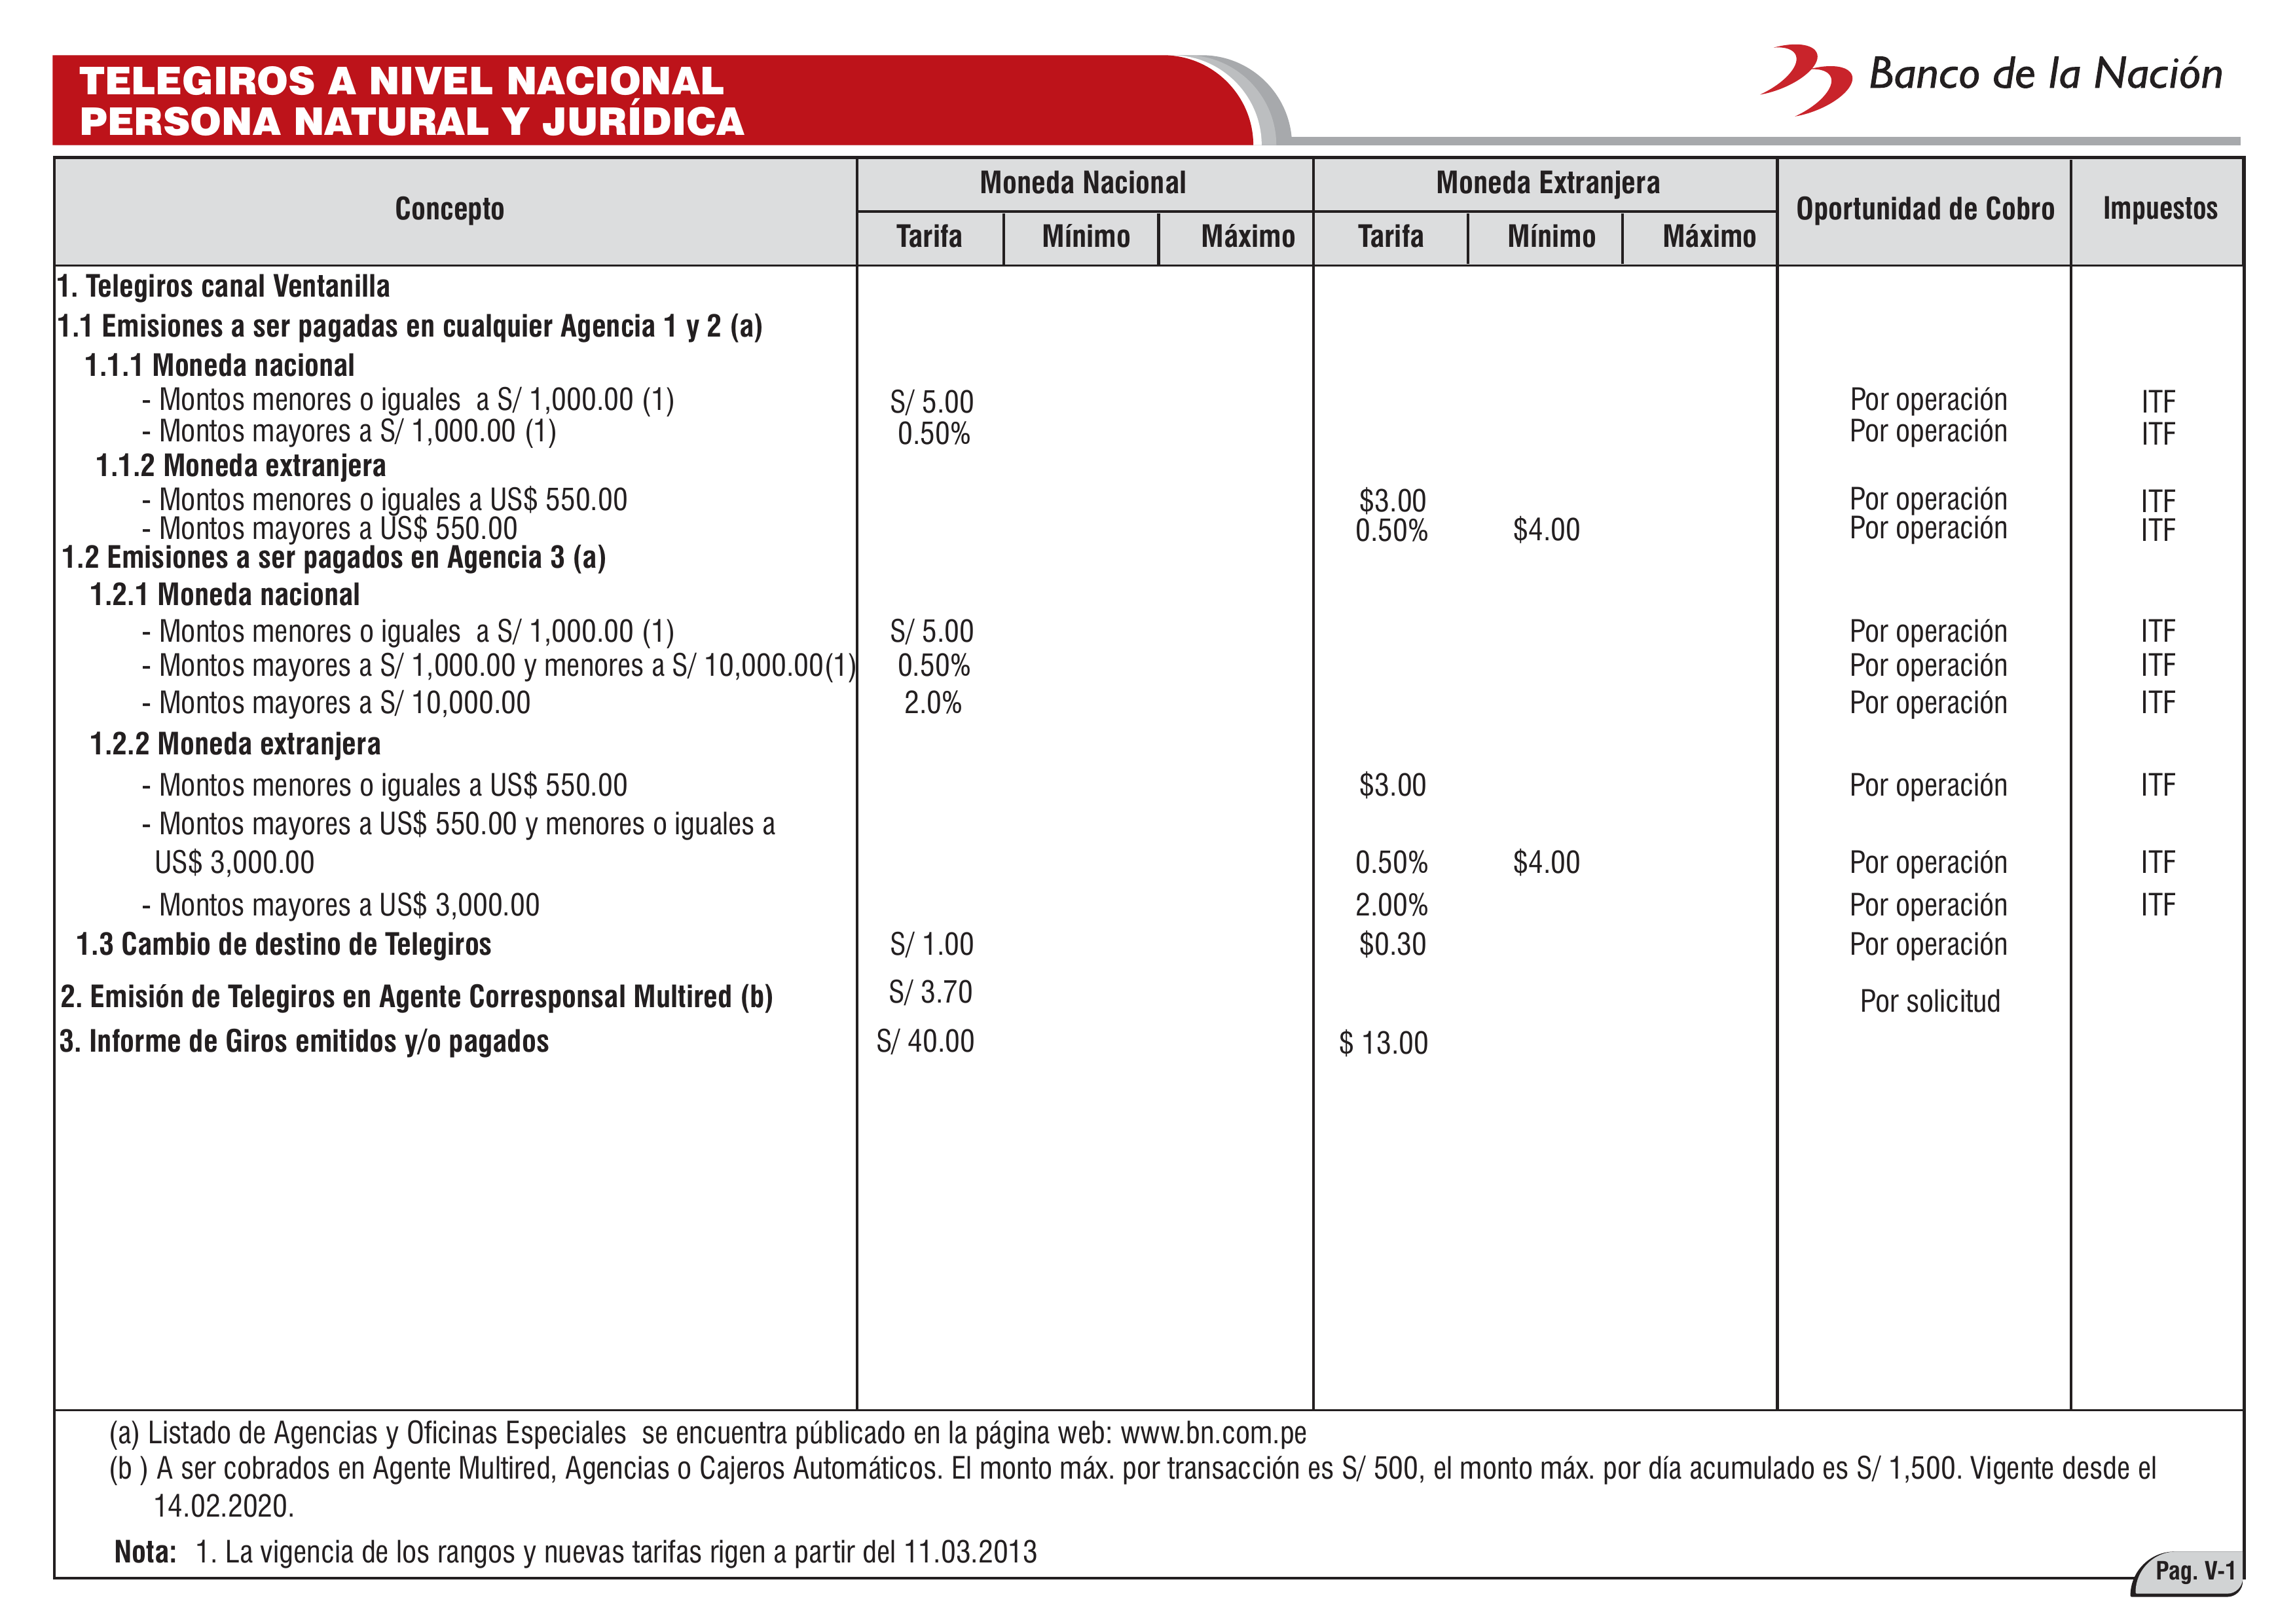 TELEGIROS A NIVEL NACIONAL
PERSONA NATURAL Y JURÍDICA
Banco de la Nación
Concepto
Moneda Nacional
Moneda Extranjera
Oportunidad de Cobro
Impuestos
Tarifa Mínimo Máximo Tarifa Mínimo Máximo
1. Telegiros canal Ventanilla
1.1 Emisiones a ser pagadas en cualquier Agencia 1 y 2 (a)
1.1.1 Moneda nacional
- Montos menores o iguales a S/ 1,000.00 (1) S/ 5.00 Por operación ITF
- Montos mayores a S/ 1,000.00 (1) 0.50% Por operación ITF
1.1.2 Moneda extranjera
- Montos menores o iguales a US$ 550.00 $3.00 Por operación ITF
- Montos mayores a US$ 550.00 0.50% $4.00 Por operación ITF
1.2 Emisiones a ser pagados en Agencia 3 (a)
1.2.1 Moneda nacional
- Montos menores o iguales a S/ 1,000.00 (1) S/ 5.00 Por operación ITF
- Montos mayores a S/ 1,000.00 y menores a S/ 10,000.00(1) 0.50% Por operación ITF
- Montos mayores a S/ 10,000.00 2.0% Por operación ITF
1.2.2 Moneda extranjera
- Montos menores o iguales a US$ 550.00 $3.00 Por operación ITF
- Montos mayores a US$ 550.00 y menores o iguales a
US$ 3,000.00 0.50% $4.00 Por operación ITF
- Montos mayores a US$ 3,000.00 2.00% Por operación ITF
1.3 Cambio de destino de Telegiros S/ 1.00 $0.30 Por operación
2. Emisión de Telegiros en Agente Corresponsal Multired (b) S/ 3.70 Por solicitud
3. Informe de Giros emitidos y/o pagados S/ 40.00 $ 13.00
(a) Listado de Agencias y Oficinas Especiales se encuentra públicado en la página web: www.bn.com.pe
(b ) A ser cobrados en Agente Multired, Agencias o Cajeros Automáticos. El monto máx. por transacción es S/ 500, el monto máx. por día acumulado es S/ 1,500. Vigente desde el
14.02.2020.
Nota: 1. La vigencia de los rangos y nuevas tarifas rigen a partir del 11.03.2013
Pag. V-1